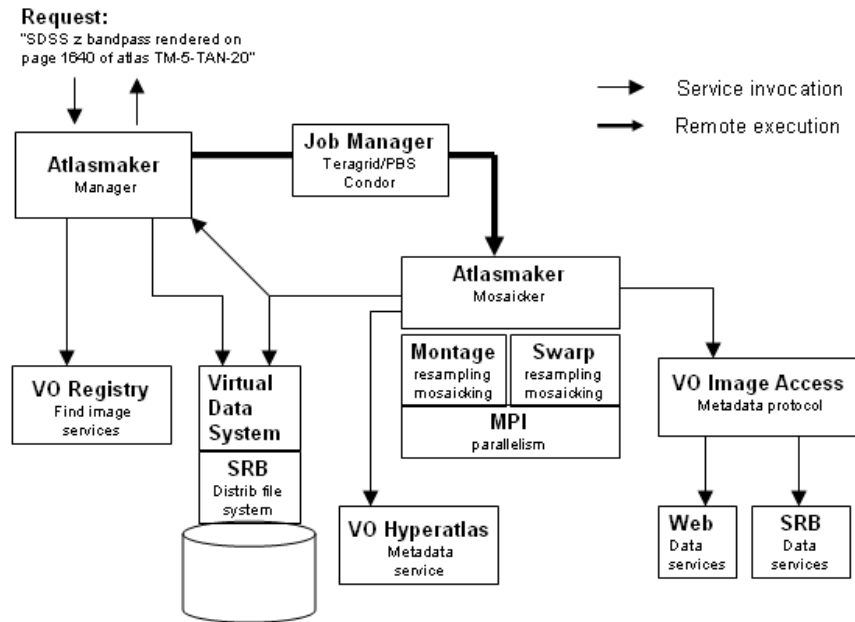 Request:
"SDSS z bandpass rendered on
page 1640 of atlas TM-5-TAN-20"
Service invocation
Remote execution
Job Manager
Teragrid/PBS
Condor
Atlasmaker
Manager
Atlasmaker
Mosaicker
Montage
resampling
mosaicking
Swarp
resampling
mosaicking
MPI
parallelism
VO Registry
Find image
services
Virtual
Data
System
SRB
Distrib file
system
VO Image Access
Metadata protocol
VO Hyperatlas
Metadata
service
Web
Data
services
SRB
Data
services